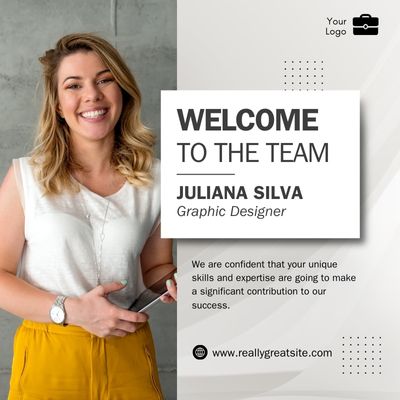 Your
Logo
WELCOME
TO THE TEAM
JULIANA SILVA
Graphic Designer
We are confident that your unique
skills and expertise are going to make
a significant contribution to our
success.
www.reallygreatsite.com